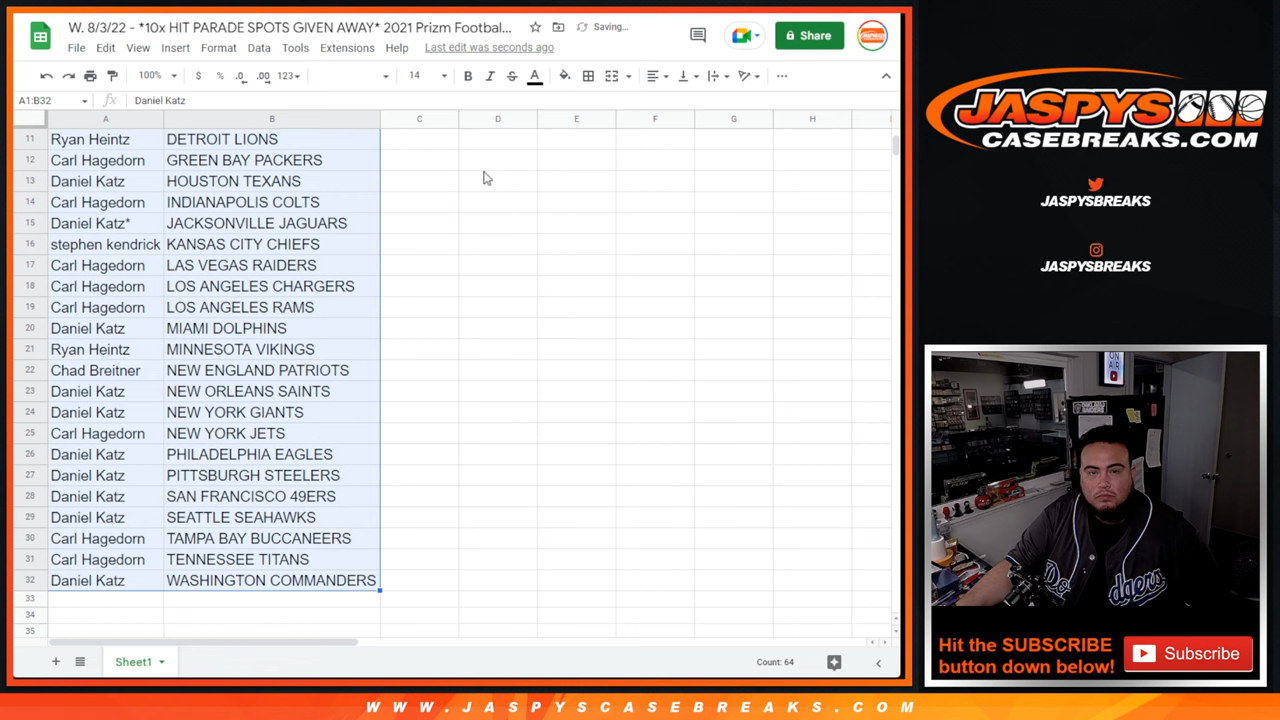 W. 8/3/22 - *10x HIT PARADE SPOTS GIVEN AWAY* 2021 Prizm Football... Saving...
File Edit View Insert Format Data Tools Extensions Help Last edit was seconds ago
Share
100% $ % .0 .00 123 14 B I S A
A1:B32 fx Daniel Katz
A B C D E F G H
11 Ryan Heintz DETROIT LIONS
12 Carl Hagedorn GREEN BAY PACKERS
13 Daniel Katz HOUSTON TEXANS
14 Carl Hagedorn INDIANAPOLIS COLTS
15 Daniel Katz* JACKSONVILLE JAGUARS
16 stephen kendrick KANSAS CITY CHIEFS
17 Carl Hagedorn LAS VEGAS RAIDERS
18 Carl Hagedorn LOS ANGELES CHARGERS
19 Carl Hagedorn LOS ANGELES RAMS
20 Daniel Katz MIAMI DOLPHINS
21 Ryan Heintz MINNESOTA VIKINGS
22 Chad Breitner NEW ENGLAND PATRIOTS
23 Daniel Katz NEW ORLEANS SAINTS
24 Daniel Katz NEW YORK GIANTS
25 Carl Hagedorn NEW YORK JETS
26 Daniel Katz PHILADELPHIA EAGLES
27 Daniel Katz PITTSBURGH STEELERS
28 Daniel Katz SAN FRANCISCO 49ERS
29 Daniel Katz SEATTLE SEAHAWKS
30 Carl Hagedorn TAMPA BAY BUCCANEERS
31 Carl Hagedorn TENNESSEE TITANS
32 Daniel Katz WASHINGTON COMMANDERS
33
34
35
Sheet1 Count: 64
JASPYS
CASEBREAKS.COM
JASPYSBREAKS
JASPYSBREAKS
ON AIR
Dodgers
Hit the SUBSCRIBE
button down below!
Subscribe
WWW.JASPYSCASEBREAKS.COM